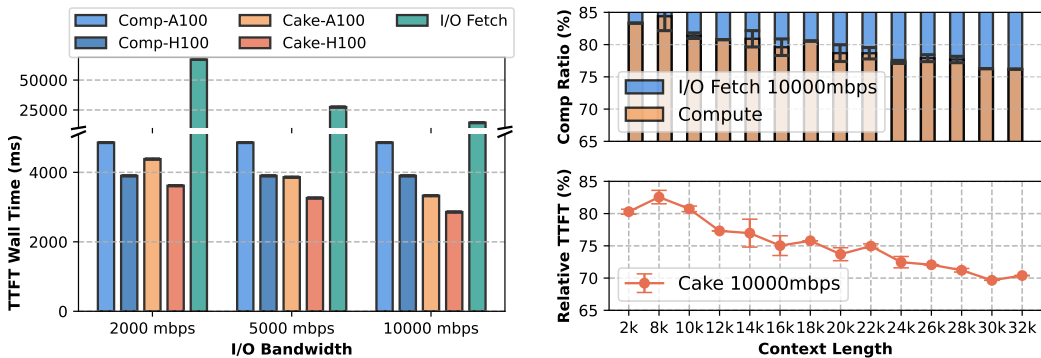 Comp-A100
Comp-H100
Cake-A100
Cake-H100
I/O Fetch
TTFT Wall Time (ms)
50000
25000
4000
2000
0
2000 mbps
5000 mbps
10000 mbps
I/O Bandwidth
Comp Ratio (%)
85
80
75
70
65
I/O Fetch 10000mbps
Compute
Relative TTFT (%)
85
80
75
70
65
Cake 10000mbps
2k 8k 10k 12k 14k 16k 18k 20k 22k 24k 26k 28k 30k 32k
Context Length